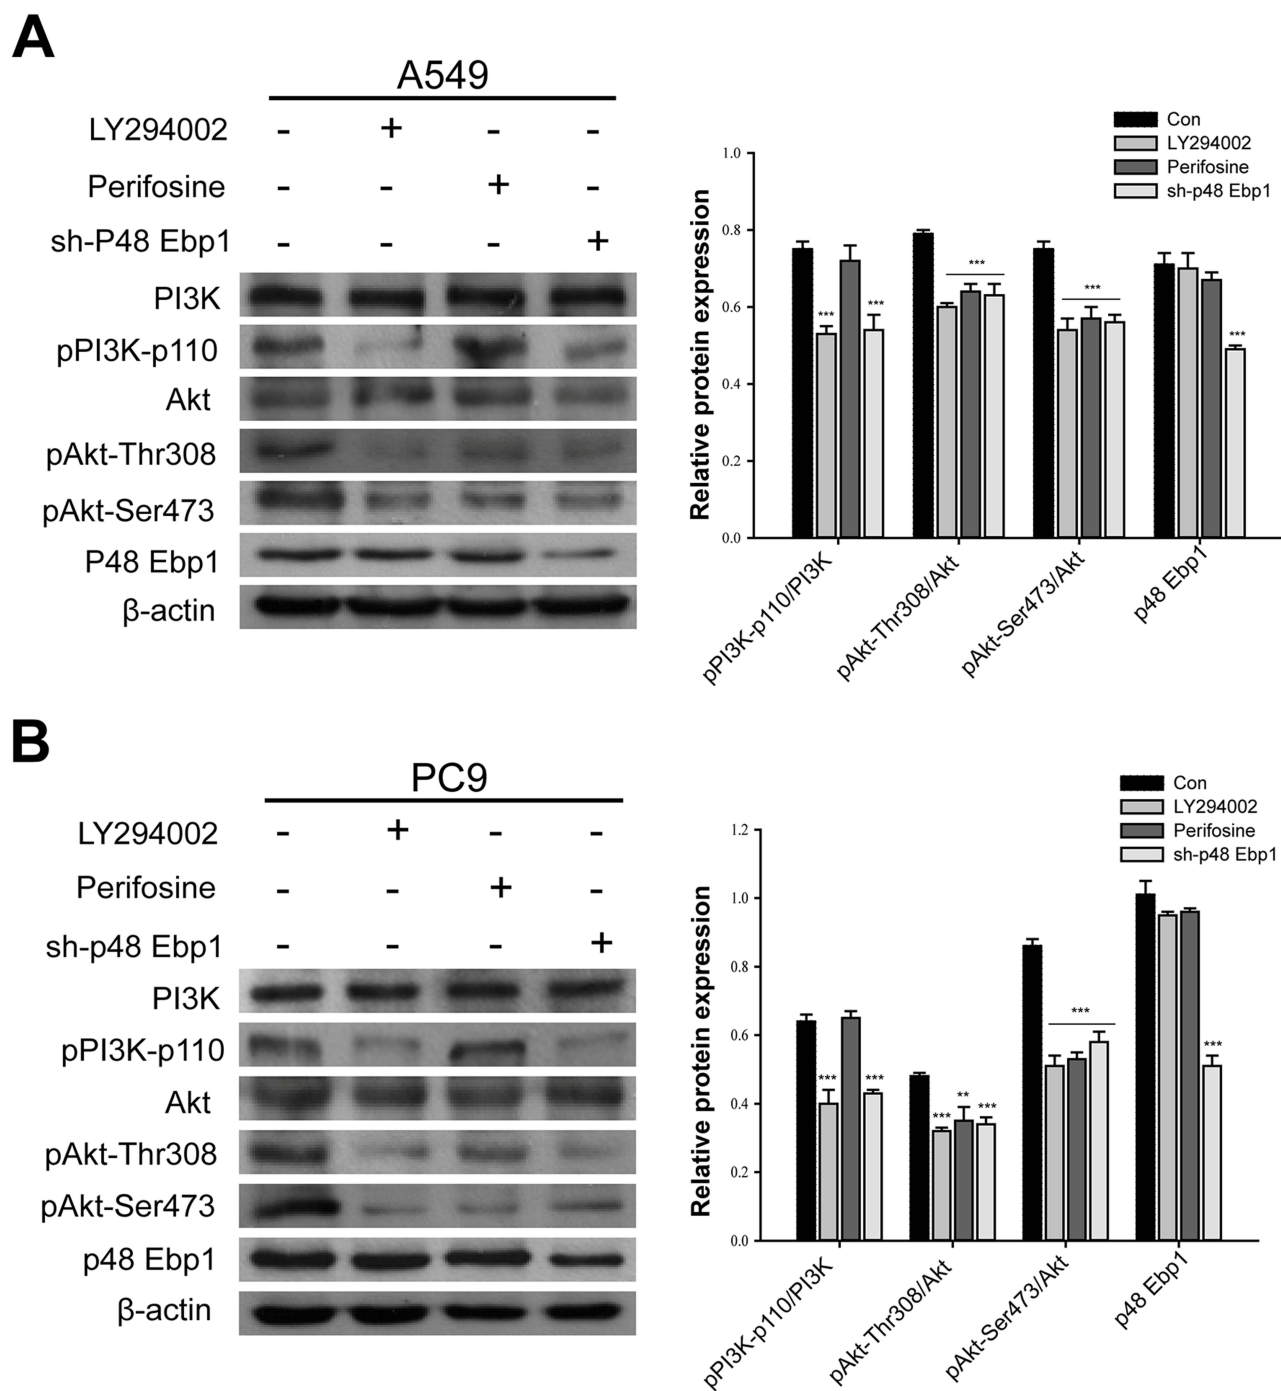 A
A549
LY294002 - + - -
Perifosine - - + -
sh-P48 Ebp1 - - - +
PI3K
pPI3K-p110
Akt
pAkt-Thr308
pAkt-Ser473
P48 Ebp1
β-actin
Con
LY294002
Perifosine
sh-p48 Ebp1
Relative protein expression
1.0
0.8
0.6
0.4
0.2
0.0
*** ***
***
***
***
pPI3K-p110/PI3K
pAkt-Thr308/Akt
pAkt-Ser473/Akt
p48 Ebp1
B
PC9
LY294002 - + - -
Perifosine - - + -
sh-p48 Ebp1 - - - +
PI3K
pPI3K-p110
Akt
pAkt-Thr308
pAkt-Ser473
p48 Ebp1
β-actin
Con
LY294002
Perifosine
sh-p48 Ebp1
Relative protein expression
1.2
1.0
0.8
0.6
0.4
0.2
0.0
*** ***
*** ** ***
***
***
pPI3K-p110/PI3K
pAkt-Thr308/Akt
pAkt-Ser473/Akt
p48 Ebp1